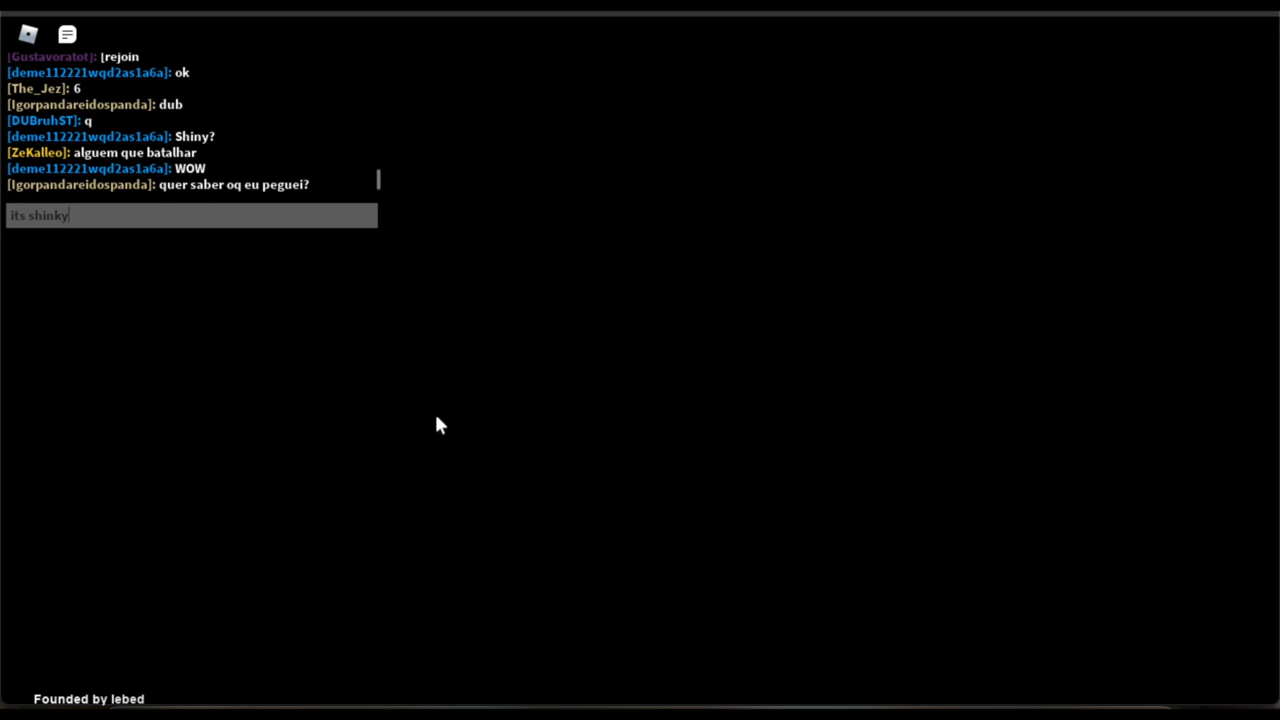 [Gustavoratot]: !rejoin
[deme112221wqd2as1a6a]: ok
[The_Jez]: 6
[Igorpandareidospanda]: dub
[DUBruhST]: q
[deme112221wqd2as1a6a]: Shiny?
[ZeKalleo]: alguem que batalhar
[deme112221wqd2as1a6a]: WOW
[Igorpandareidospanda]: quer saber oq eu peguei?
its shinky
Founded by lebed